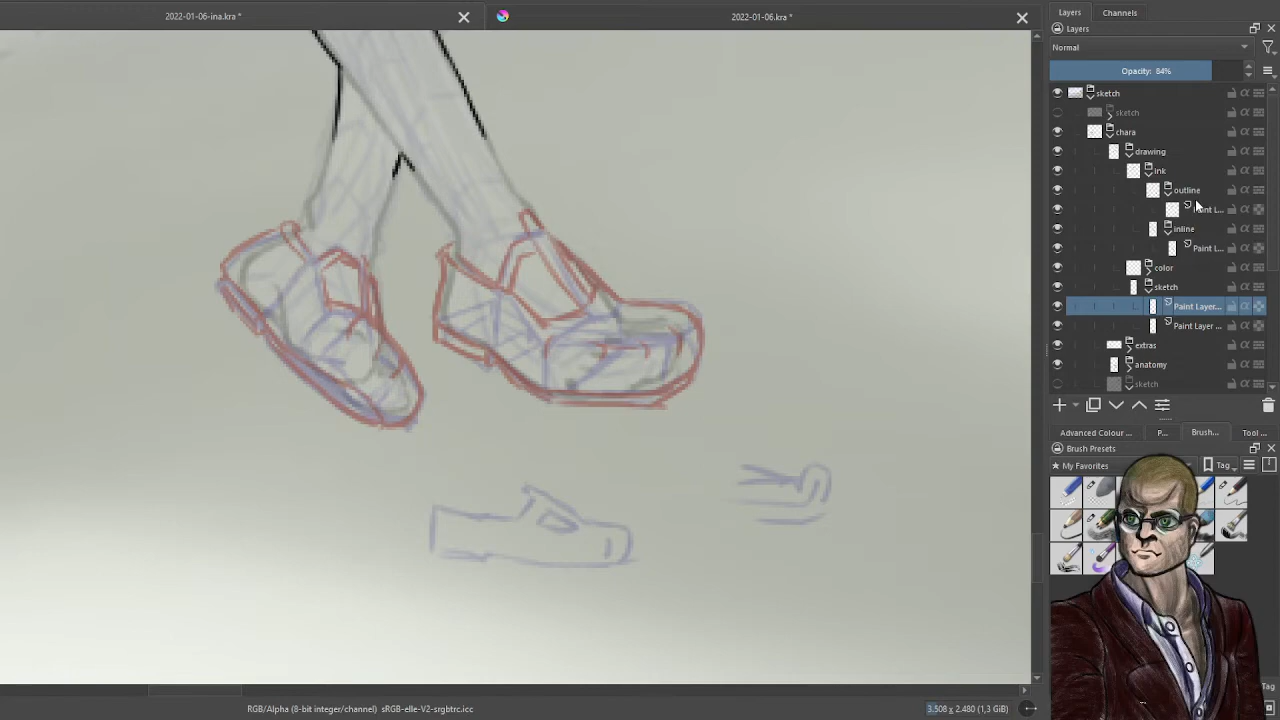 2022-01-06-ina.kra *
2022-01-06.kra *
Layers
Channels
Layers
Normal
Opacity: 84%
sketch
sketch
chara
drawing
ink
outline
inline
Paint L...
color
sketch
Paint Layer...
Paint Layer ...
extras
anatomy
sketch
Advanced Colour ...
P...
Brush...
Tool ...
Brush Presets
My Favorites
Tag
Tag
RGB/Alpha (8-bit integer/channel) sRGB-elle-V2-srgbtrc.icc
3.508 x 2.480 (1,3 GiB)